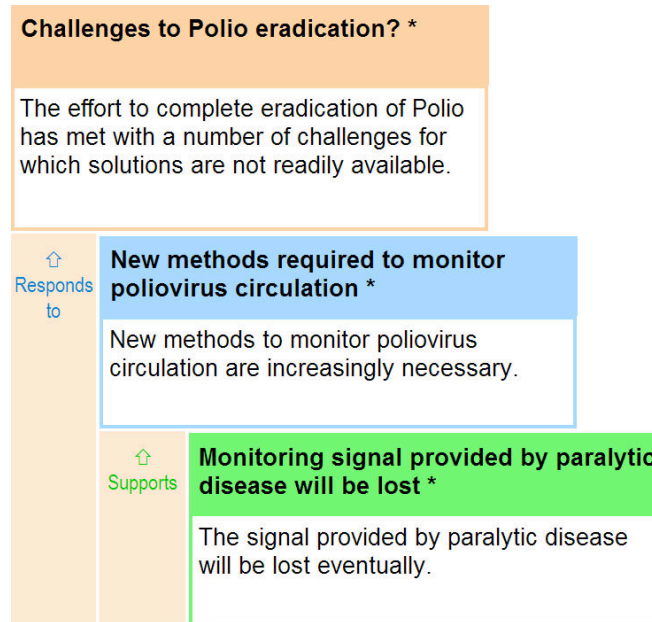 Challenges to Polio eradication? *
The effort to complete eradication of Polio
has met with a number of challenges for
which solutions are not readily available.
⇧
Responds
to
New methods required to monitor
poliovirus circulation *
New methods to monitor poliovirus
circulation are increasingly necessary.
⇧
Supports
Monitoring signal provided by paralytic
disease will be lost *
The signal provided by paralytic disease
will be lost eventually.